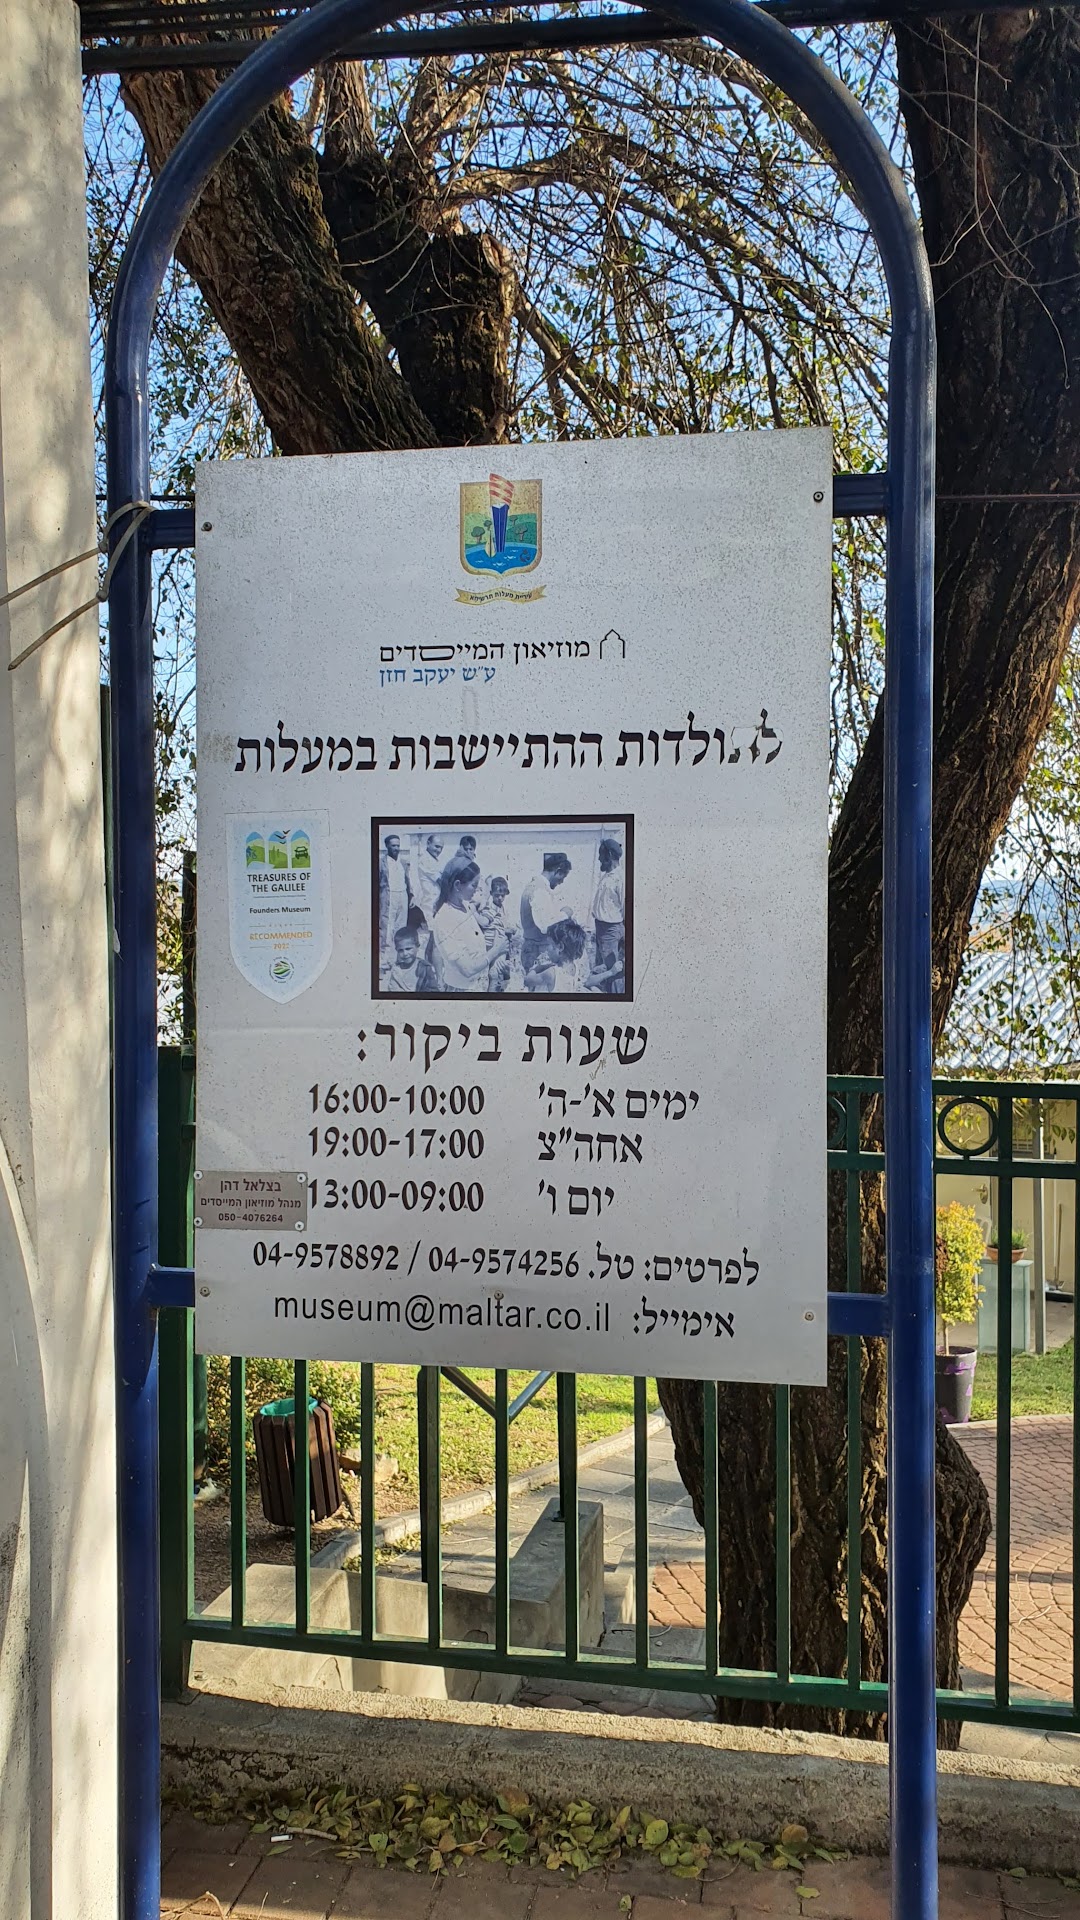 עיריית מעלות תרשיחא
מוזיאון המייסדים
ע"ש יעקב חזן
לתולדות ההתיישבות במעלות
TREASURES OF
THE GALILEE
Founders Museum
RECOMMENDED
שעות ביקור:
ימים א'-ה' 16:00-10:00
אחה"צ 19:00-17:00
יום ו' 13:00-09:00
בצלאל דהן
מנהל מוזיאון המייסדים
050-4076264
לפרטים: טל. 04-9574256 / 04-9578892
אימייל: museum@maltar.co.il